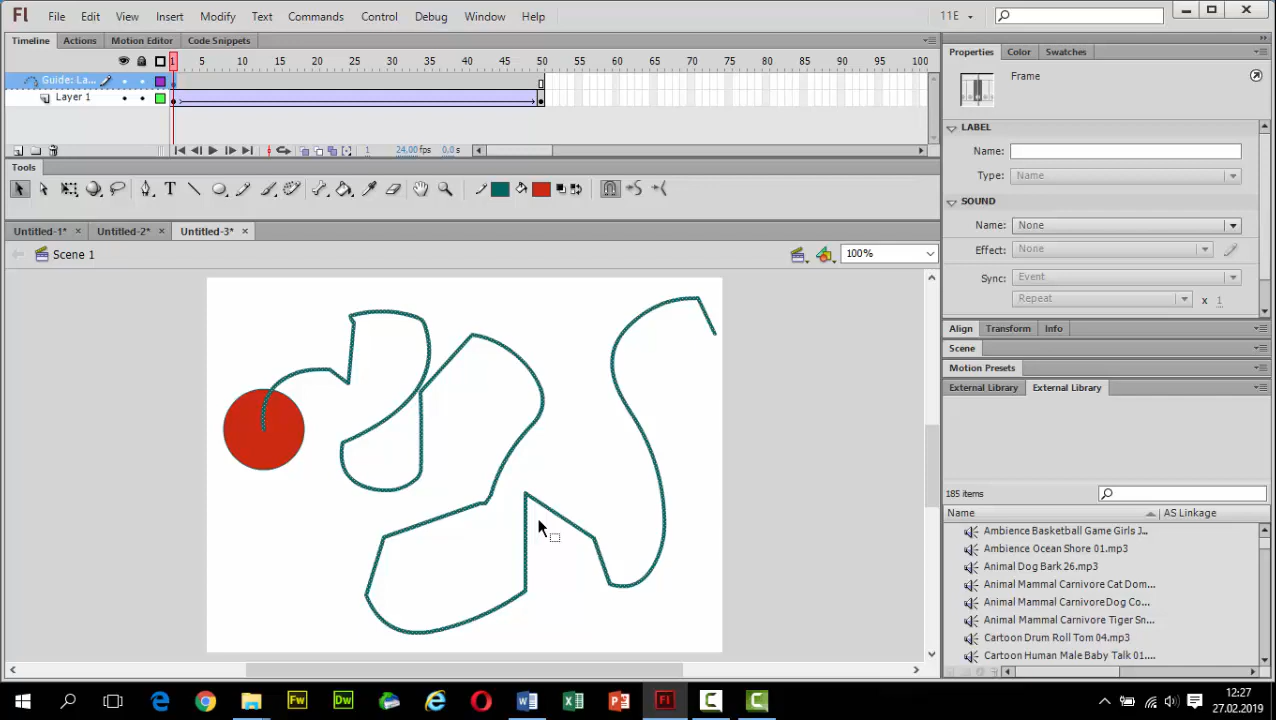 Fl File Edit View Insert Modify Text Commands Control Debug Window Help 11E
Timeline Actions Motion Editor Code Snippets
1 5 10 15 20 25 30 35 40 45 50 55 60 65 70 75 80 85 90 95 100
Guide: La...
Layer 1
1 24,00 fps 0,0 s
Tools
Untitled-1* × Untitled-2* × Untitled-3* ×
Scene 1 100%
Properties Color Swatches
Frame
LABEL
Name:
Type: Name
SOUND
Name: None
Effect: None
Sync: Event
Repeat x 1
Align Transform Info
Scene
Motion Presets
External Library External Library
185 items
Name AS Linkage
Ambience Basketball Game Girls J...
Ambience Ocean Shore 01.mp3
Animal Dog Bark 26.mp3
Animal Mammal Carnivore Cat Dom...
Animal Mammal Carnivore Dog Co...
Animal Mammal Carnivore Tiger Sn...
Cartoon Drum Roll Tom 04.mp3
Cartoon Human Male Baby Talk 01....
Fw Dw Fl
12:27
27.02.2019